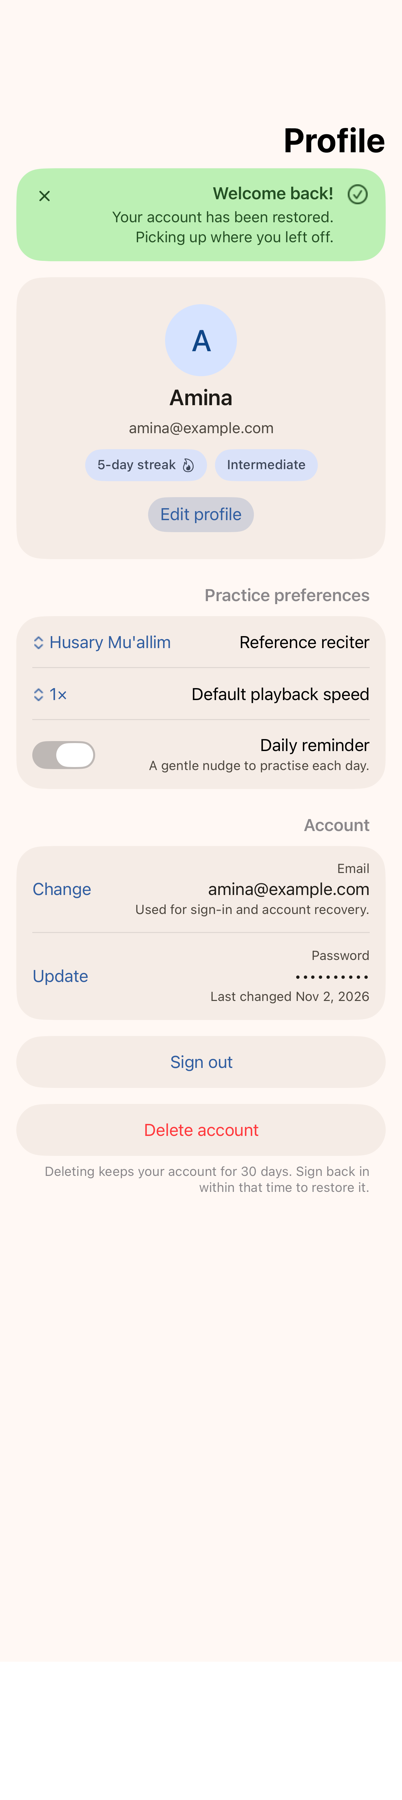 Profile
Welcome back!
Your account has been restored.
Picking up where you left off.
A
Amina
amina@example.com
5-day streak
Intermediate
Edit profile
Practice preferences
Reference reciter
Husary Mu'allim
Default playback speed
1×
Daily reminder
A gentle nudge to practise each day.
Account
Email
amina@example.com
Used for sign-in and account recovery.
Change
Password
••••••••••
Last changed Nov 2, 2026
Update
Sign out
Delete account
Deleting keeps your account for 30 days. Sign back in
within that time to restore it.